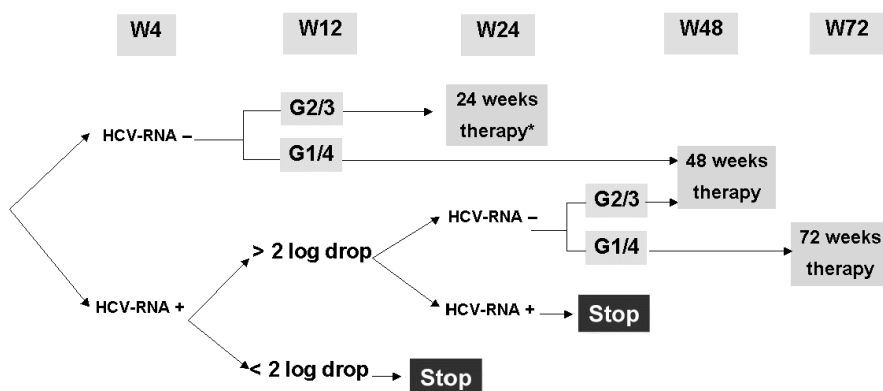 W4 W12 W24 W48 W72
G2/3
24 weeks
therapy*
HCV-RNA –
G1/4
48 weeks
therapy
G2/3
HCV-RNA –
G1/4
72 weeks
therapy
> 2 log drop
HCV-RNA +
HCV-RNA +
Stop
< 2 log drop
Stop